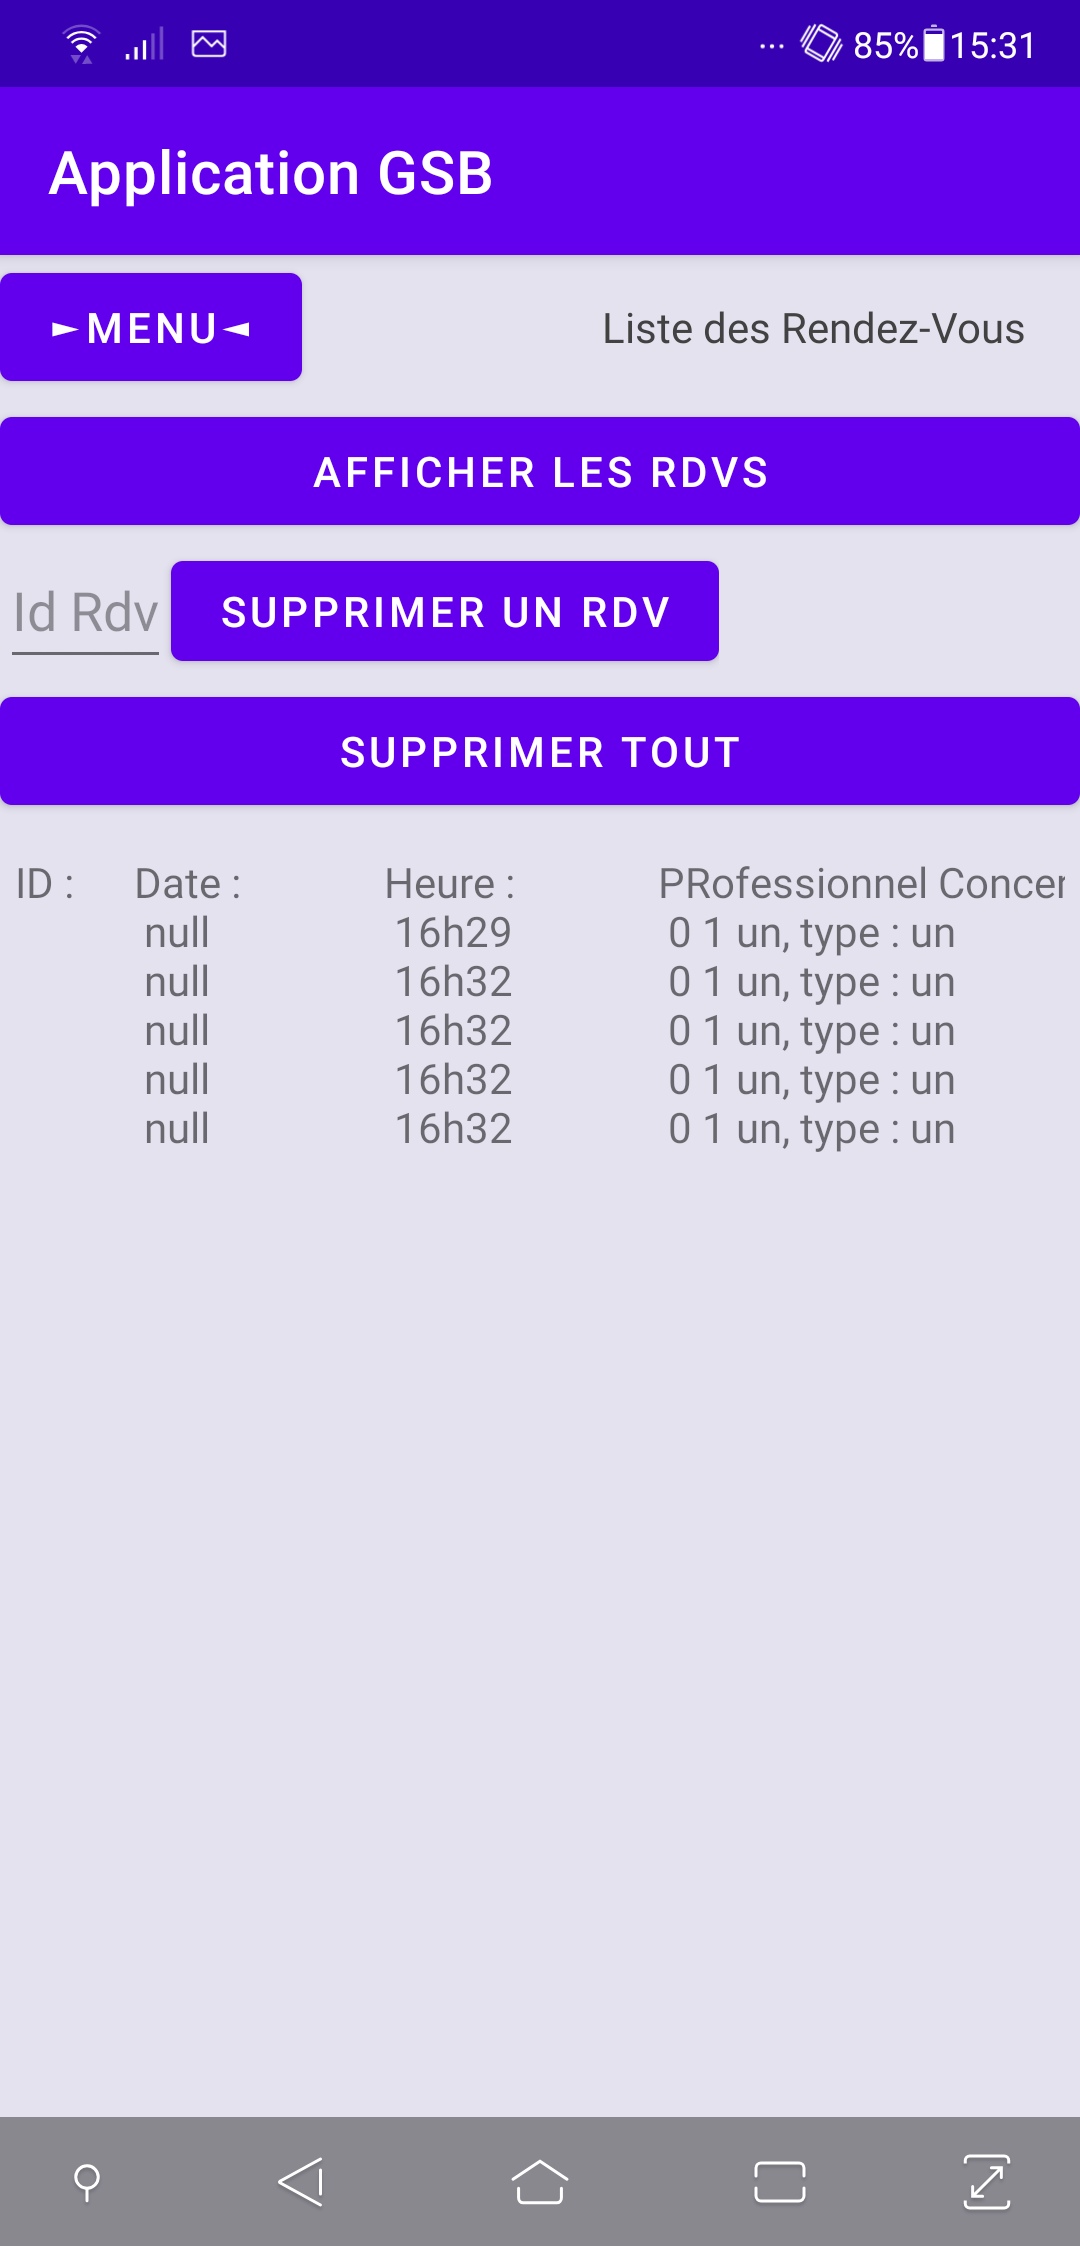 85% 15:31
Application GSB
►MENU◄ Liste des Rendez-Vous
AFFICHER LES RDVS
Id Rdv SUPPRIMER UN RDV
SUPPRIMER TOUT
ID : Date : Heure : PRofessionnel Concer
null 16h29 0 1 un, type : un
null 16h32 0 1 un, type : un
null 16h32 0 1 un, type : un
null 16h32 0 1 un, type : un
null 16h32 0 1 un, type : un